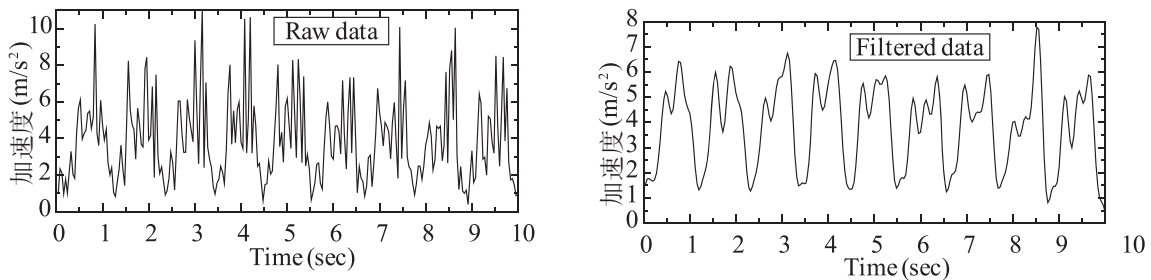 Raw data
加速度 (m/s²)
10
8
6
4
2
0
0 1 2 3 4 5 6 7 8 9 10
Time (sec)
Filtered data
加速度 (m/s²)
8
7
6
5
4
3
2
1
0
0 1 2 3 4 5 6 7 8 9 10
Time (sec)